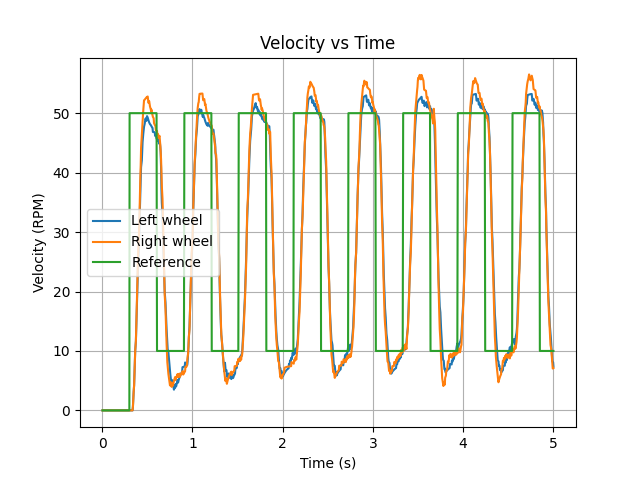 Velocity vs Time
Velocity (RPM)
50
40
30
20
10
0
Left wheel
Right wheel
Reference
0 1 2 3 4 5
Time (s)